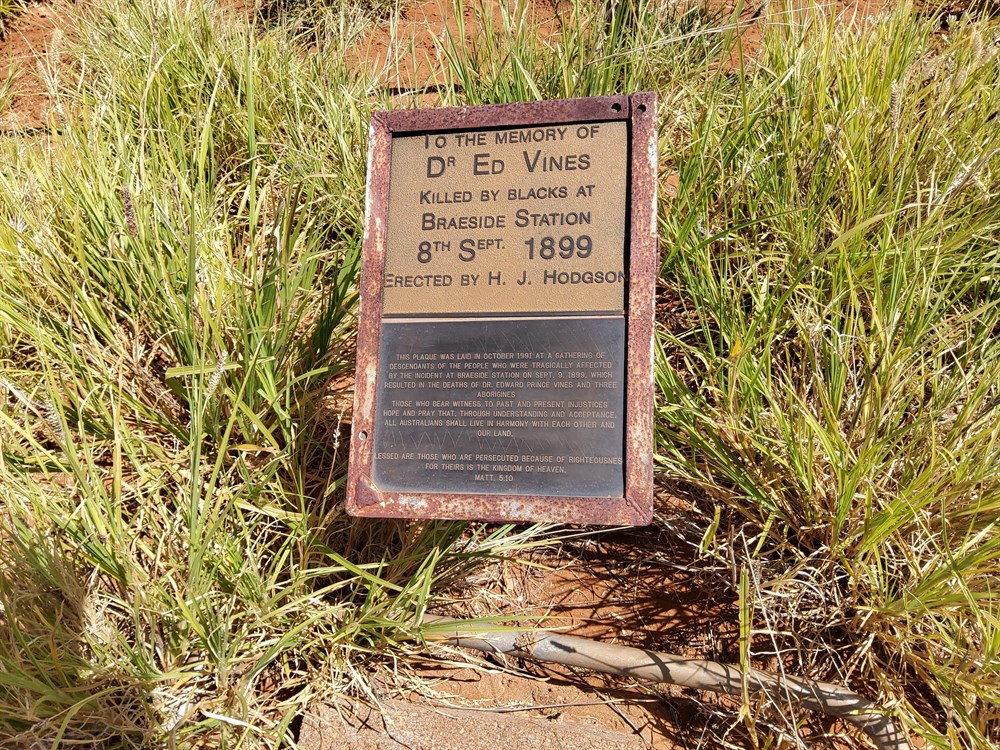 TO THE MEMORY OF
DR ED VINES
KILLED BY BLACKS AT
BRAESIDE STATION
8TH SEPT. 1899
ERECTED BY H. J. HODGSON
THIS PLAQUE WAS LAID IN OCTOBER 1991 AT A GATHERING OF
DESCENDANTS OF THE PEOPLE WHO WERE TRAGICALLY AFFECTED
BY THE INCIDENT AT BRAESIDE STATION ON SEPT. 8, 1899, WHICH
RESULTED IN THE DEATHS OF DR. EDWARD PRINCE VINES AND THREE
ABORIGINES
THOSE WHO BEAR WITNESS TO PAST AND PRESENT INJUSTICES
HOPE AND PRAY THAT, THROUGH UNDERSTANDING AND ACCEPTANCE,
ALL AUSTRALIANS SHALL LIVE IN HARMONY WITH EACH OTHER AND
OUR LAND.
LESSED ARE THOSE WHO ARE PERSECUTED BECAUSE OF RIGHTEOUSNES
FOR THEIRS IS THE KINGDOM OF HEAVEN.
MATT. 5:10